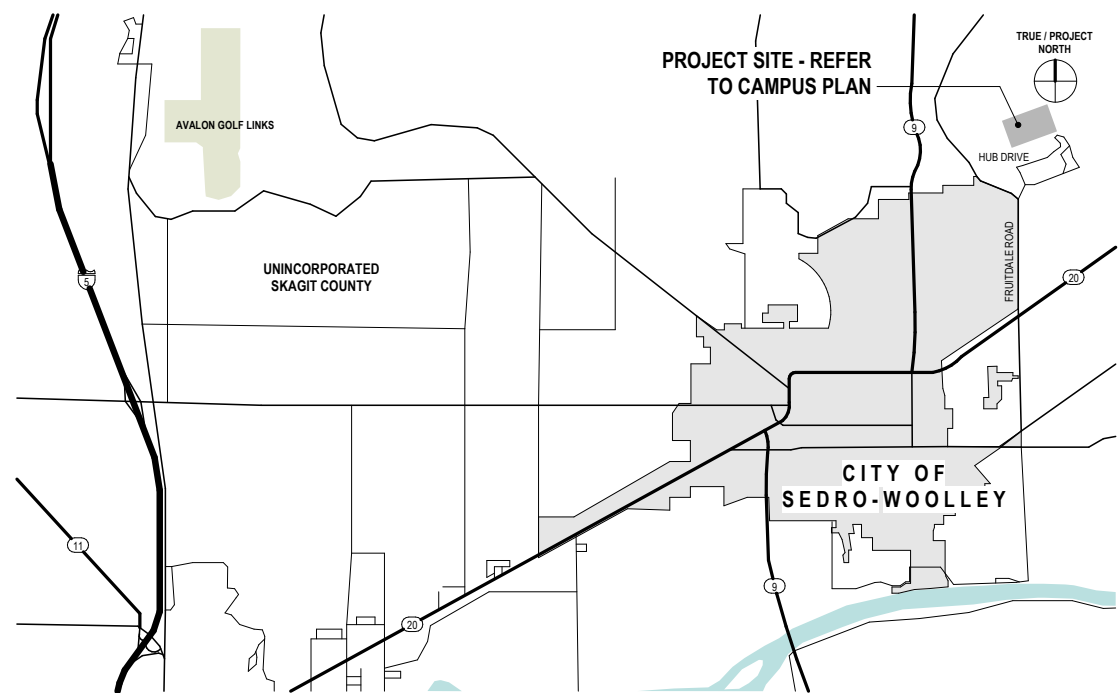 TRUE / PROJECT
NORTH
PROJECT SITE - REFER
TO CAMPUS PLAN
AVALON GOLF LINKS
9
HUB DRIVE
UNINCORPORATED
SKAGIT COUNTY
FRUITDALE ROAD
5
20
CITY OF
SEDRO-WOOLLEY
11
9
20